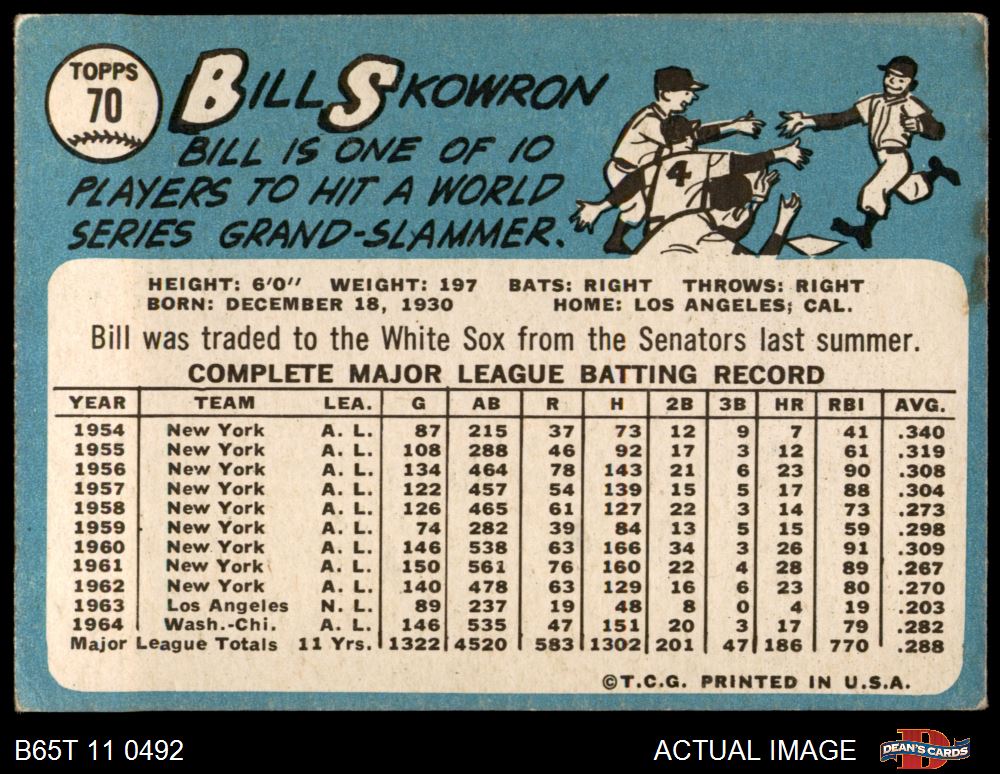 TOPPS
70
BILL SKOWRON
BILL IS ONE OF 10
PLAYERS TO HIT A WORLD
SERIES GRAND-SLAMMER.
4
HEIGHT: 6'0" WEIGHT: 197 BATS: RIGHT THROWS: RIGHT
BORN: DECEMBER 18, 1930 HOME: LOS ANGELES, CAL.
Bill was traded to the White Sox from the Senators last summer.
COMPLETE MAJOR LEAGUE BATTING RECORD
YEAR TEAM LEA. G AB R H 2B 3B HR RBI AVG.
1954 New York A. L. 87 215 37 73 12 9 7 41 .340
1955 New York A. L. 108 288 46 92 17 3 12 61 .319
1956 New York A. L. 134 464 78 143 21 6 23 90 .308
1957 New York A. L. 122 457 54 139 15 5 17 88 .304
1958 New York A. L. 126 465 61 127 22 3 14 73 .273
1959 New York A. L. 74 282 39 84 13 5 15 59 .298
1960 New York A. L. 146 538 63 166 34 3 26 91 .309
1961 New York A. L. 150 561 76 160 22 4 28 89 .267
1962 New York A. L. 140 478 63 129 16 6 23 80 .270
1963 Los Angeles N. L. 89 237 19 48 8 0 4 19 .203
1964 Wash.-Chi. A. L. 146 535 47 151 20 3 17 79 .282
Major League Totals 11 Yrs. 1322 4520 583 1302 201 47 186 770 .288
©T.C.G. PRINTED IN U.S.A.
B65T 11 0492 ACTUAL IMAGE DEAN'S CARDS